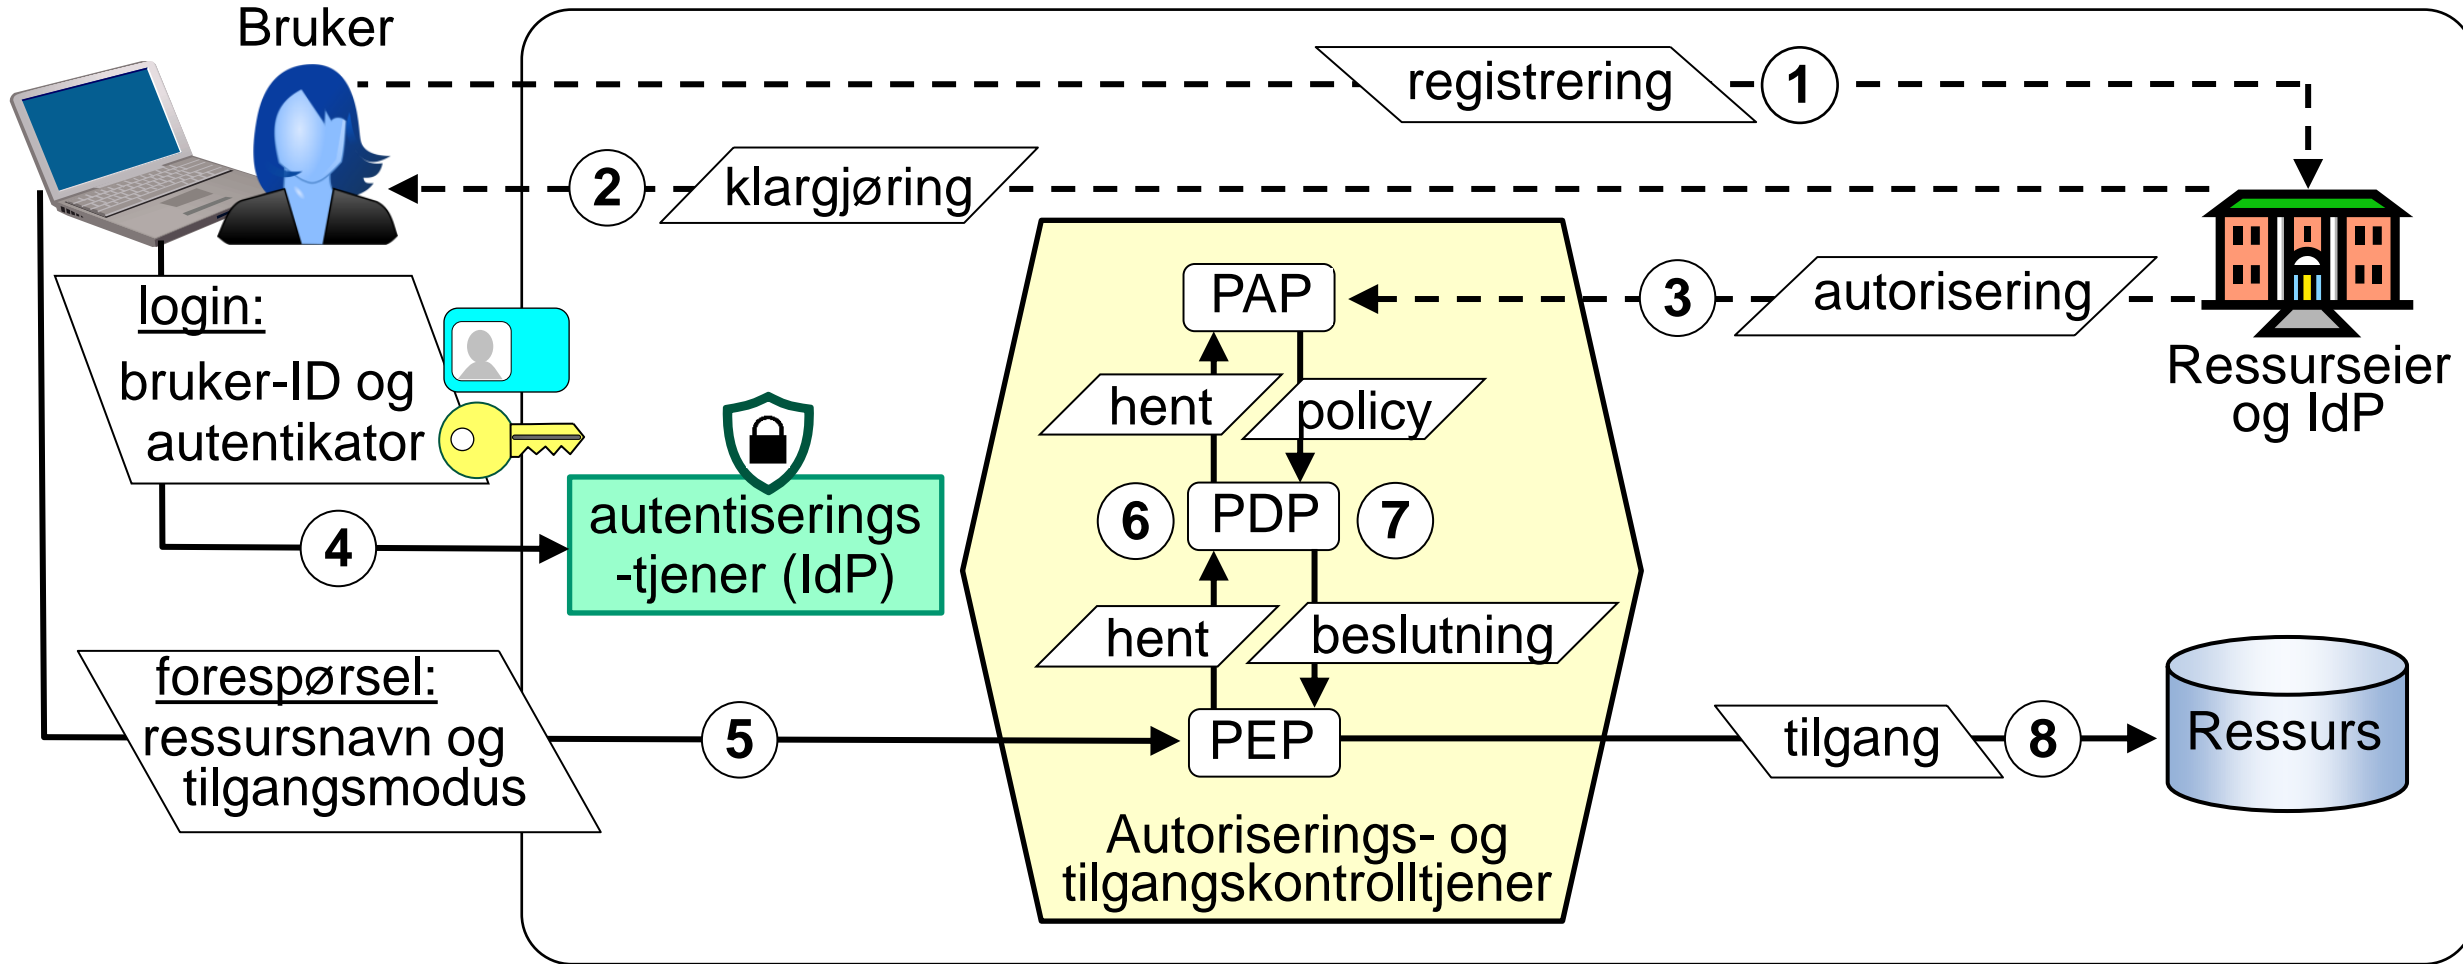 Bruker
registrering
1
2
klargjøring
PAP
3
autorisering
login:
bruker-ID og
autentikator
Ressurseier
og IdP
hent
policy
4
autentiserings
-tjener (IdP)
6
PDP
7
hent
beslutning
forespørsel:
ressursnavn og
tilgangsmodus
5
PEP
tilgang
8
Ressurs
Autoriserings- og
tilgangskontrolltjener